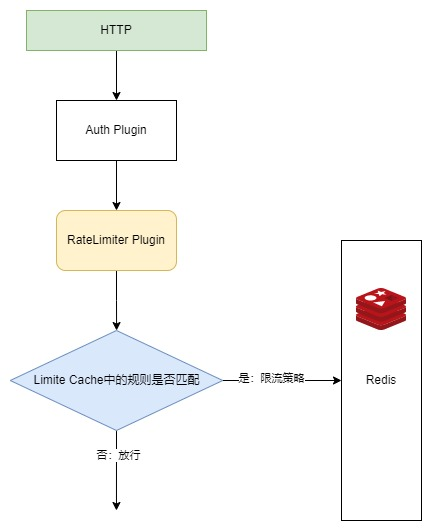 HTTP
Auth Plugin
RateLimiter Plugin
Limite Cache中的规则是否匹配
是：限流策略
Redis
否：放行